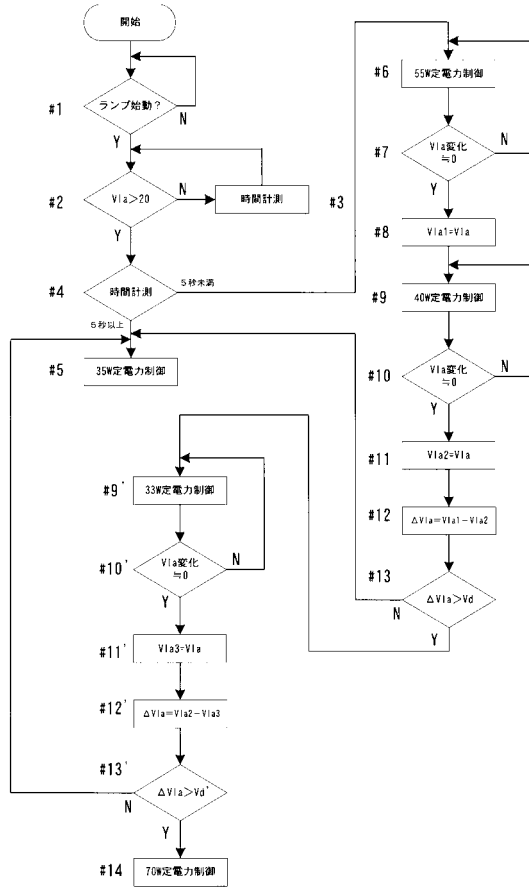 開始
#1
ランプ始動？
N
Y
#2
Vla＞20
N
時間計測
#3
Y
#4
時間計測
５秒未満
５秒以上
#5
35W定電力制御
#6
55W定電力制御
#7
Vla変化
≒0
N
Y
#8
Vla1=Vla
#9
40W定電力制御
#10
Vla変化
≒0
N
Y
#11
Vla2=Vla
#12
ΔVla=Vla1-Vla2
#13
ΔVla＞Vd
N
Y
#9'
33W定電力制御
#10'
Vla変化
≒0
N
Y
#11'
Vla3=Vla
#12'
ΔVla=Vla2-Vla3
#13'
ΔVla＞Vd'
N
Y
#14
70W定電力制御